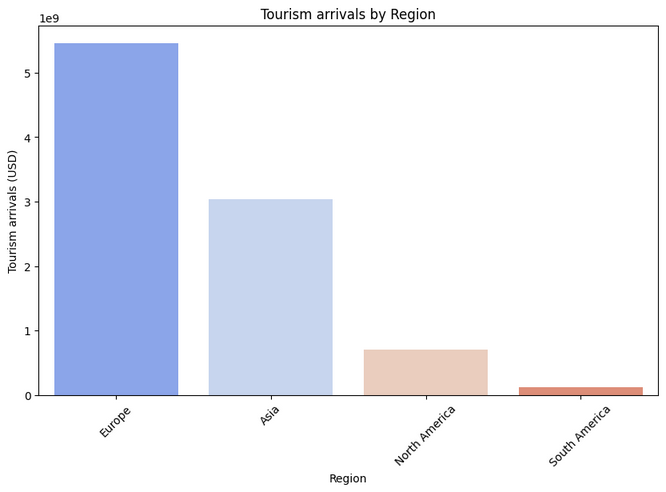 Tourism arrivals by Region
1e9
Tourism arrivals (USD)
5
4
3
2
1
0
Europe
Asia
North America
South America
Region